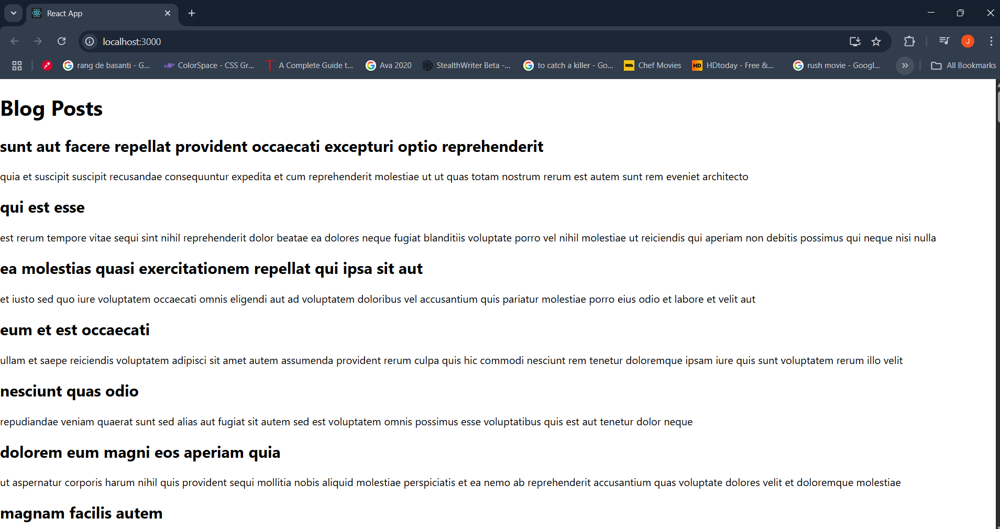 React App
localhost:3000
J
rang de basanti - G...
ColorSpace - CSS Gr...
T A Complete Guide t...
Ava 2020
StealthWriter Beta -...
to catch a killer - Go...
IMDb Chef Movies
HD HDtoday - Free &...
rush movie - Googl...
All Bookmarks
Blog Posts
sunt aut facere repellat provident occaecati excepturi optio reprehenderit
quia et suscipit suscipit recusandae consequuntur expedita et cum reprehenderit molestiae ut ut quas totam nostrum rerum est autem sunt rem eveniet architecto
qui est esse
est rerum tempore vitae sequi sint nihil reprehenderit dolor beatae ea dolores neque fugiat blanditiis voluptate porro vel nihil molestiae ut reiciendis qui aperiam non debitis possimus qui neque nisi nulla
ea molestias quasi exercitationem repellat qui ipsa sit aut
et iusto sed quo iure voluptatem occaecati omnis eligendi aut ad voluptatem doloribus vel accusantium quis pariatur molestiae porro eius odio et labore et velit aut
eum et est occaecati
ullam et saepe reiciendis voluptatem adipisci sit amet autem assumenda provident rerum culpa quis hic commodi nesciunt rem tenetur doloremque ipsam iure quis sunt voluptatem rerum illo velit
nesciunt quas odio
repudiandae veniam quaerat sunt sed alias aut fugiat sit autem sed est voluptatem omnis possimus esse voluptatibus quis est aut tenetur dolor neque
dolorem eum magni eos aperiam quia
ut aspernatur corporis harum nihil quis provident sequi mollitia nobis aliquid molestiae perspiciatis et ea nemo ab reprehenderit accusantium quas voluptate dolores velit et doloremque molestiae
magnam facilis autem